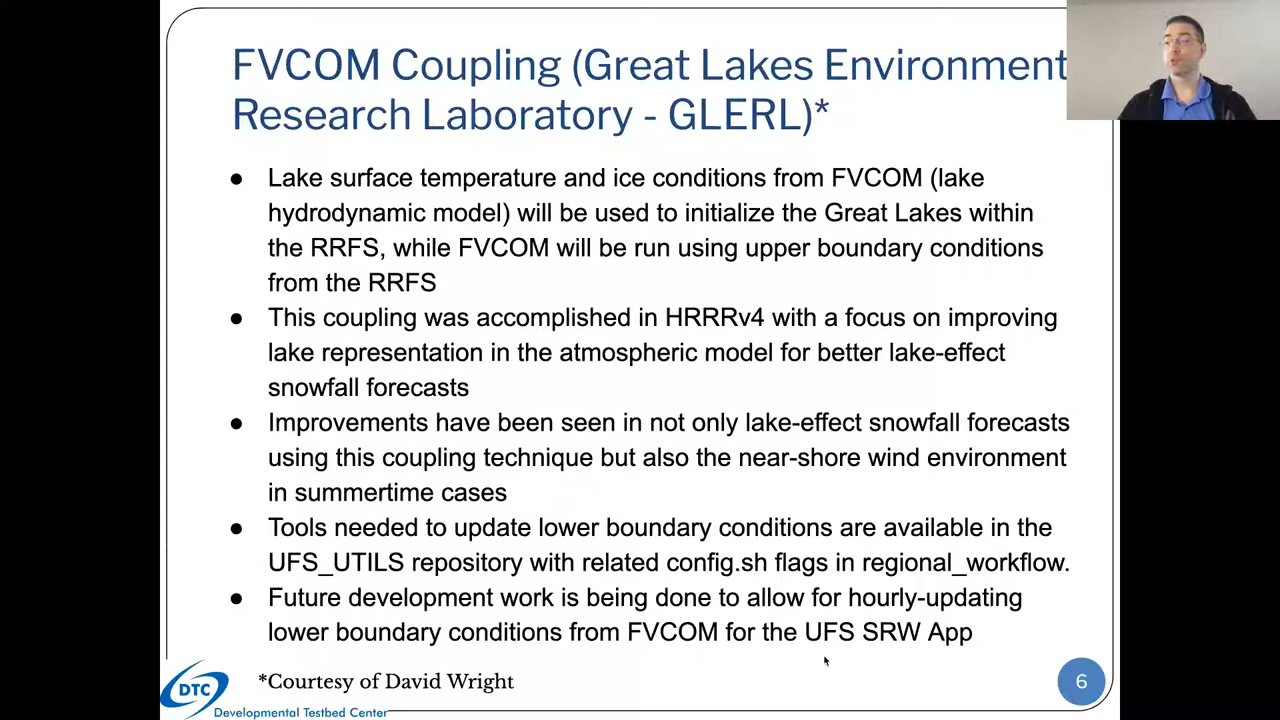 FVCOM Coupling (Great Lakes Environment
Research Laboratory - GLERL)*
● Lake surface temperature and ice conditions from FVCOM (lake
hydrodynamic model) will be used to initialize the Great Lakes within
the RRFS, while FVCOM will be run using upper boundary conditions
from the RRFS
● This coupling was accomplished in HRRRv4 with a focus on improving
lake representation in the atmospheric model for better lake-effect
snowfall forecasts
● Improvements have been seen in not only lake-effect snowfall forecasts
using this coupling technique but also the near-shore wind environment
in summertime cases
● Tools needed to update lower boundary conditions are available in the
UFS_UTILS repository with related config.sh flags in regional_workflow.
● Future development work is being done to allow for hourly-updating
lower boundary conditions from FVCOM for the UFS SRW App
*Courtesy of David Wright
6
DTC
Developmental Testbed Center